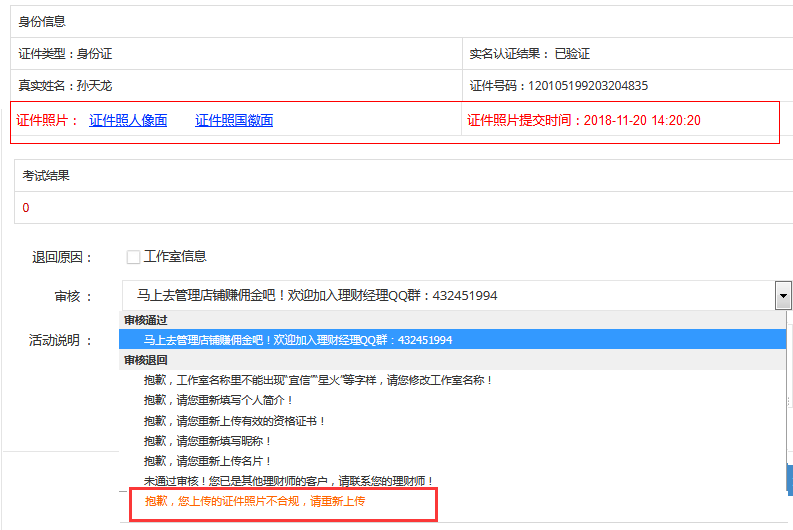 身份信息
证件类型：身份证 实名认证结果： 已验证
真实姓名：孙天龙 证件号码：120105199203204835
证件照片： 证件照人像面 证件照国徽面 证件照片提交时间：2018-11-20 14:20:20
考试结果
0
退回原因： 工作室信息
审核 ： 马上去管理店铺赚佣金吧！欢迎加入理财经理QQ群：432451994
审核通过
马上去管理店铺赚佣金吧！欢迎加入理财经理QQ群：432451994
活动说明 ：
审核退回
抱歉，工作室名称里不能出现“宜信”“星火”等字样，请您修改工作室名称！
抱歉，请您重新填写个人简介！
抱歉，请您重新上传有效的资格证书！
抱歉，请您重新填写昵称！
抱歉，请您重新上传名片！
未通过审核！您已是其他理财师的客户，请联系您的理财师！
抱歉，您上传的证件照片不合规，请重新上传